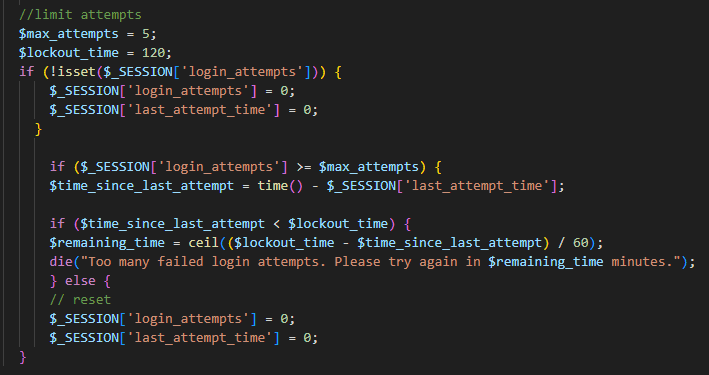 //limit attempts
$max_attempts = 5;
$lockout_time = 120;
if (!isset($_SESSION['login_attempts'])) {
$_SESSION['login_attempts'] = 0;
$_SESSION['last_attempt_time'] = 0;
}
if ($_SESSION['login_attempts'] >= $max_attempts) {
$time_since_last_attempt = time() - $_SESSION['last_attempt_time'];
if ($time_since_last_attempt < $lockout_time) {
$remaining_time = ceil(($lockout_time - $time_since_last_attempt) / 60);
die("Too many failed login attempts. Please try again in $remaining_time minutes.");
} else {
// reset
$_SESSION['login_attempts'] = 0;
$_SESSION['last_attempt_time'] = 0;
}